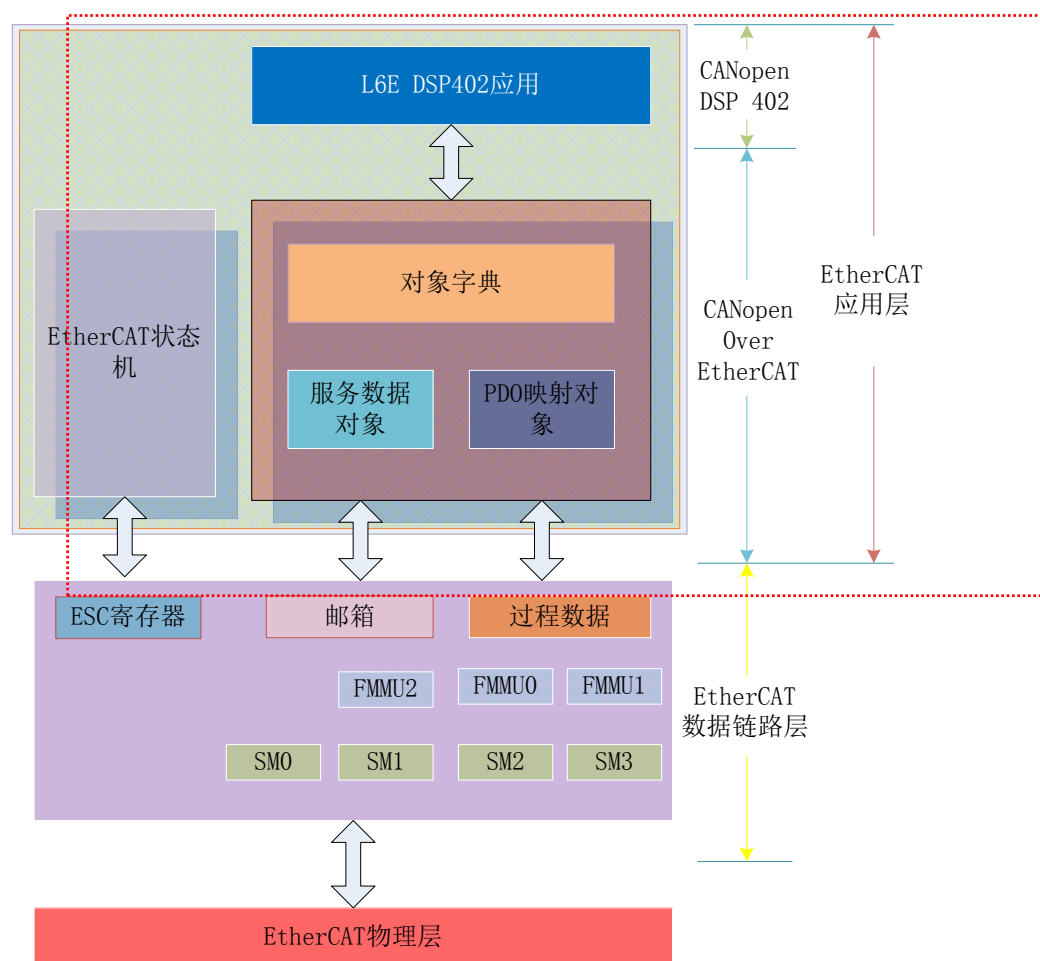 L6E DSP402应用
CANopen
DSP 402
对象字典
EtherCAT
应用层
EtherCAT状态
机
CANopen
Over
EtherCAT
服务数据
对象
PDO映射对
象
ESC寄存器
邮箱
过程数据
FMMU2
FMMU0
FMMU1
EtherCAT
数据链路层
SM0
SM1
SM2
SM3
EtherCAT物理层